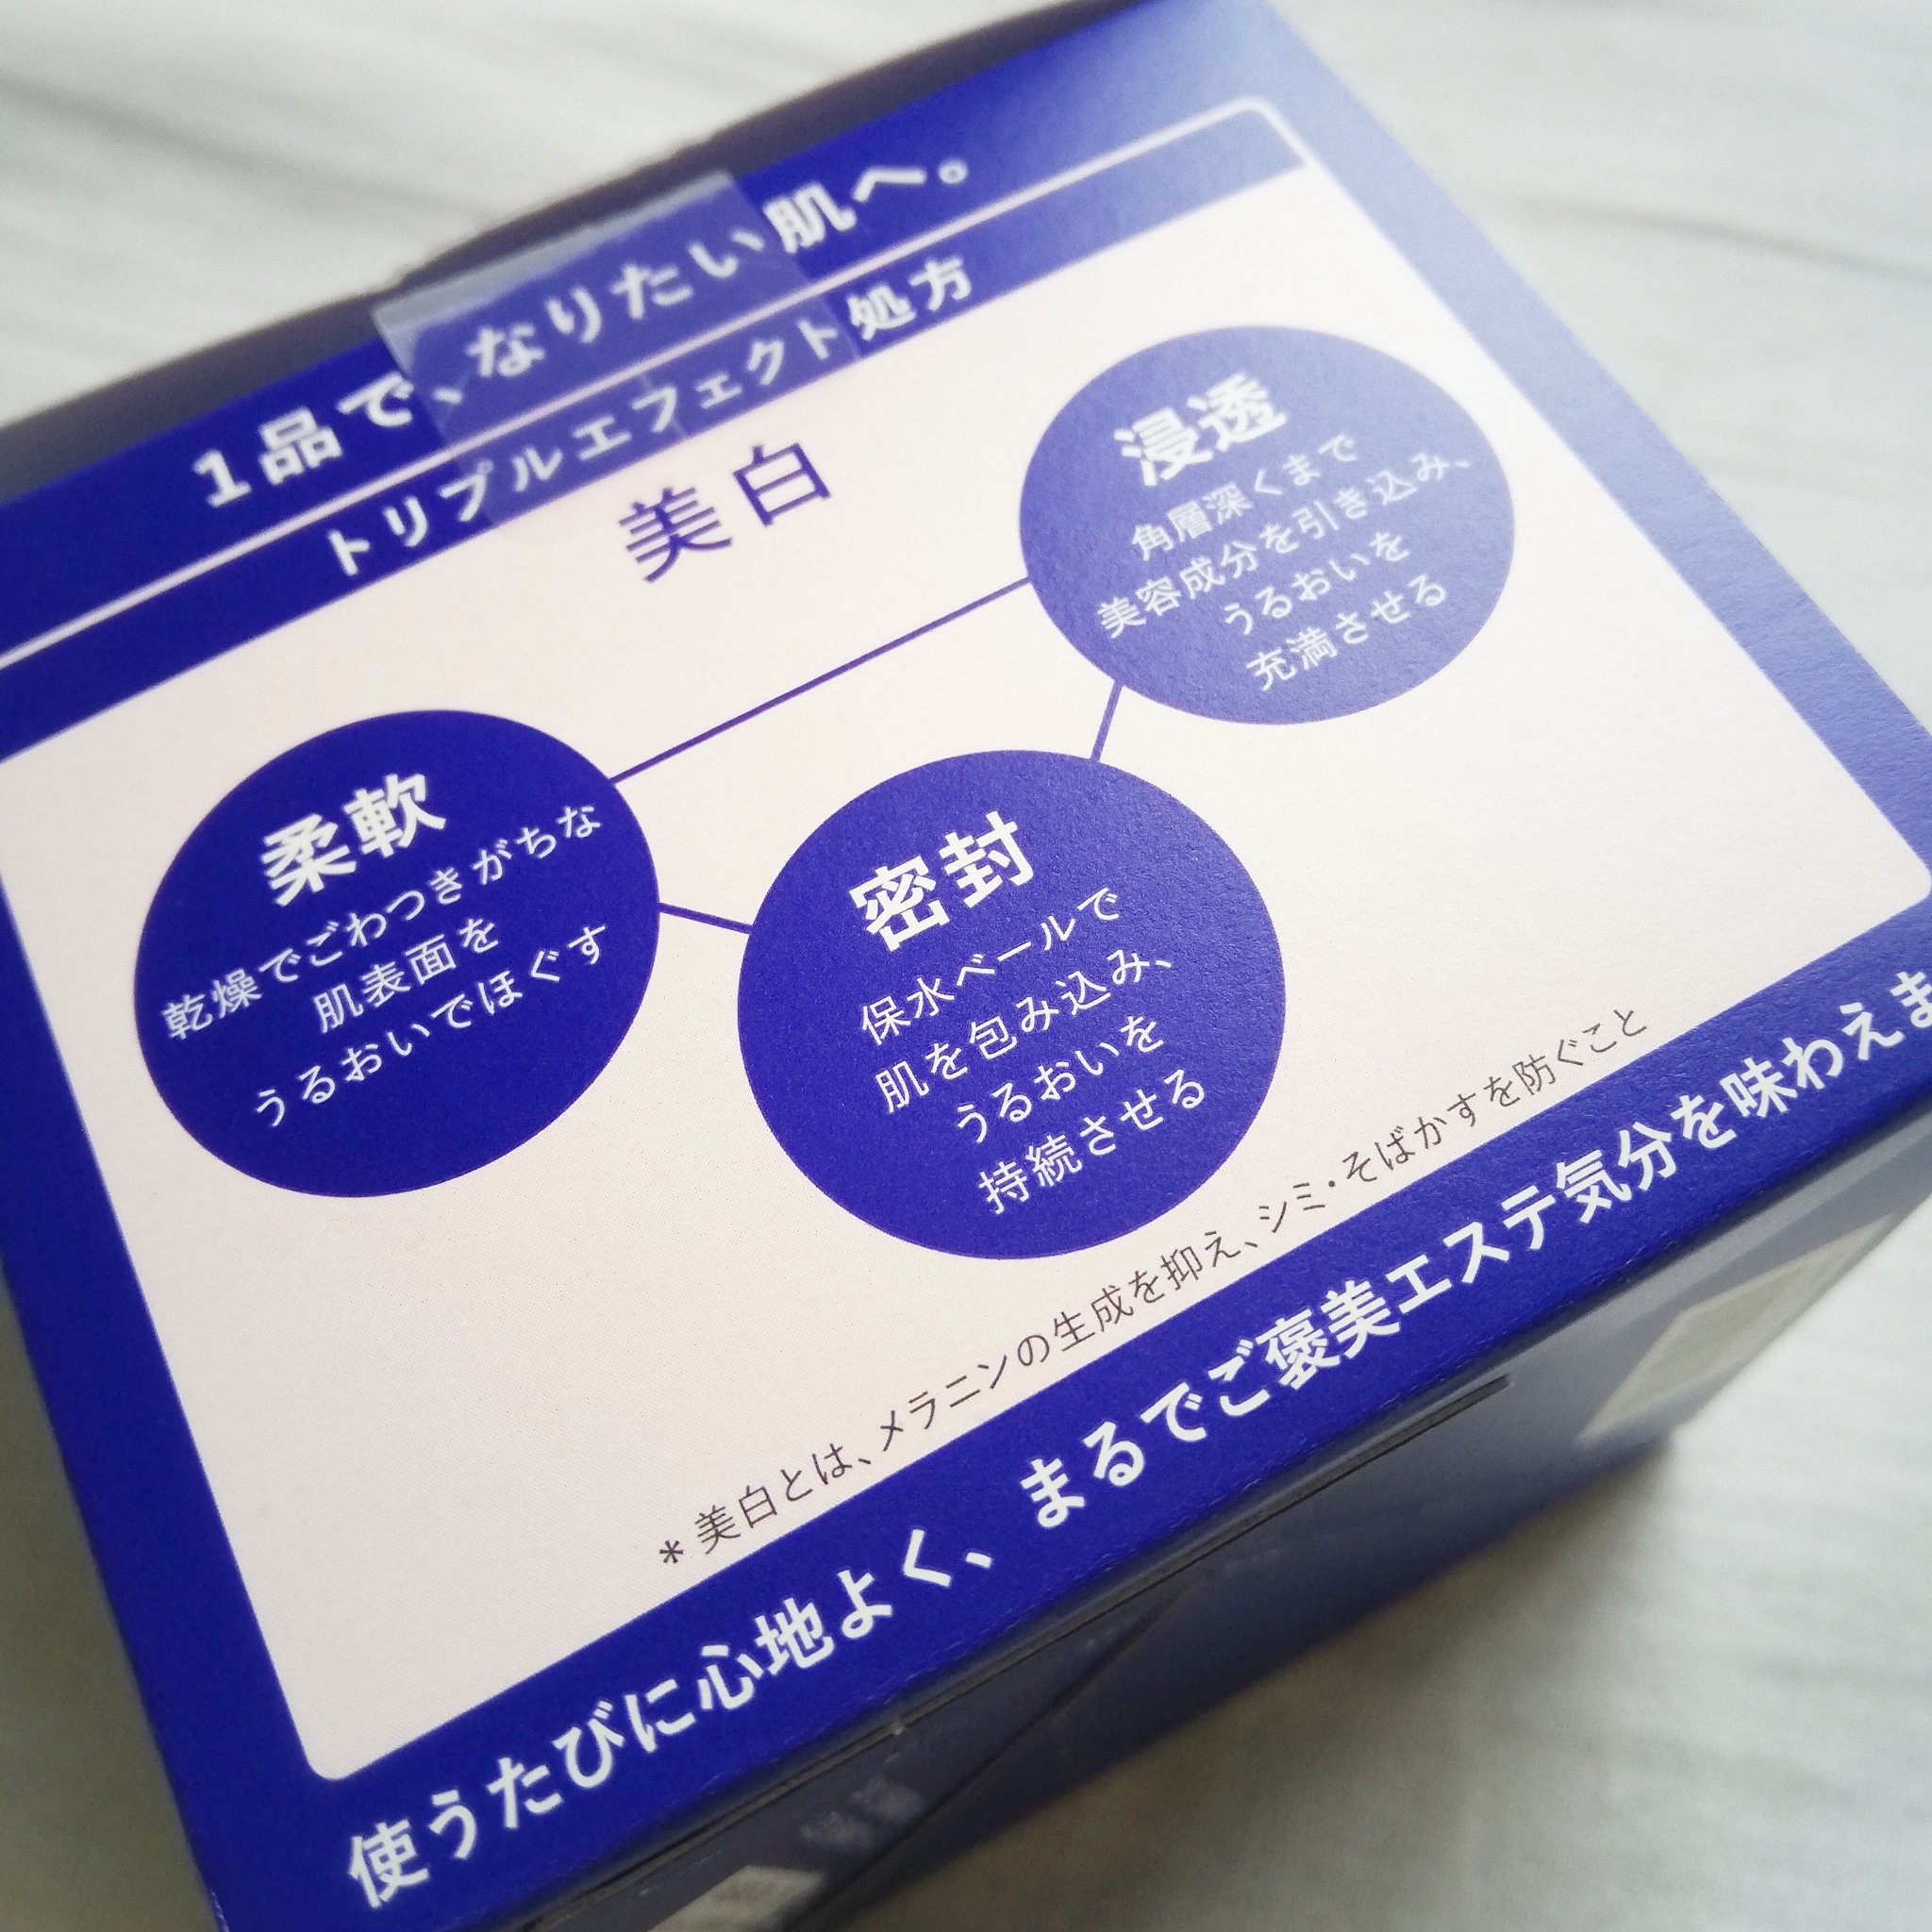 1品で、なりたい肌へ。
トリプルエフェクト処方
美白
浸透
角層深くまで
美容成分を引き込み、
うるおいを
充満させる
柔軟
乾燥でごわつきがちな
肌表面を
うるおいでほぐす
密封
保水ベールで
肌を包み込み、
うるおいを
持続させる
* 美白とは、メラニンの生成を抑え、シミ・そばかすを防ぐこと
使うたびに心地よく、まるでご褒美エステ気分を味わえま